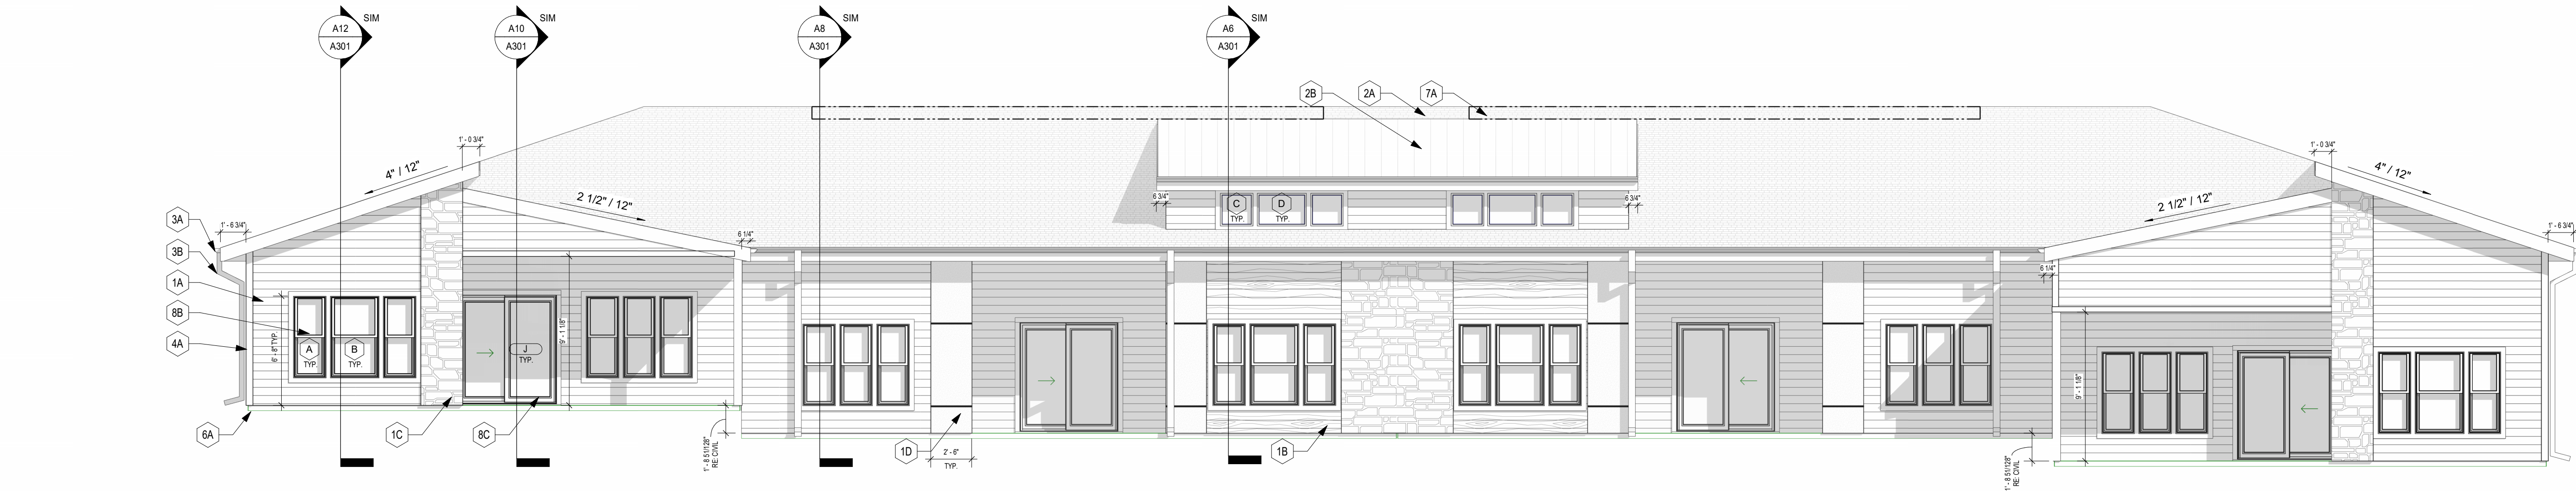 A12
A301
SIM
A10
A301
SIM
A8
A301
SIM
A6
A301
SIM
2B
2A
7A
1' - 0 3/4"
1' - 0 3/4"
4" / 12"
4" / 12"
2 1/2" / 12"
2 1/2" / 12"
3A
3B
1A
8B
4A
6A
1' - 6 3/4"
1' - 6 3/4"
6 1/4"
6 1/4"
6 3/4"
6 3/4"
C
TYP.
D
TYP.
6' - 8" TYP.
A
TYP.
B
TYP.
J
TYP.
9' - 1 1/8"
9' - 1 1/8"
1C
8C
1' - 8 51/128"
RE: CIVIL
1D
2' - 6"
TYP.
1B
1' - 8 51/128"
RE: CIVIL